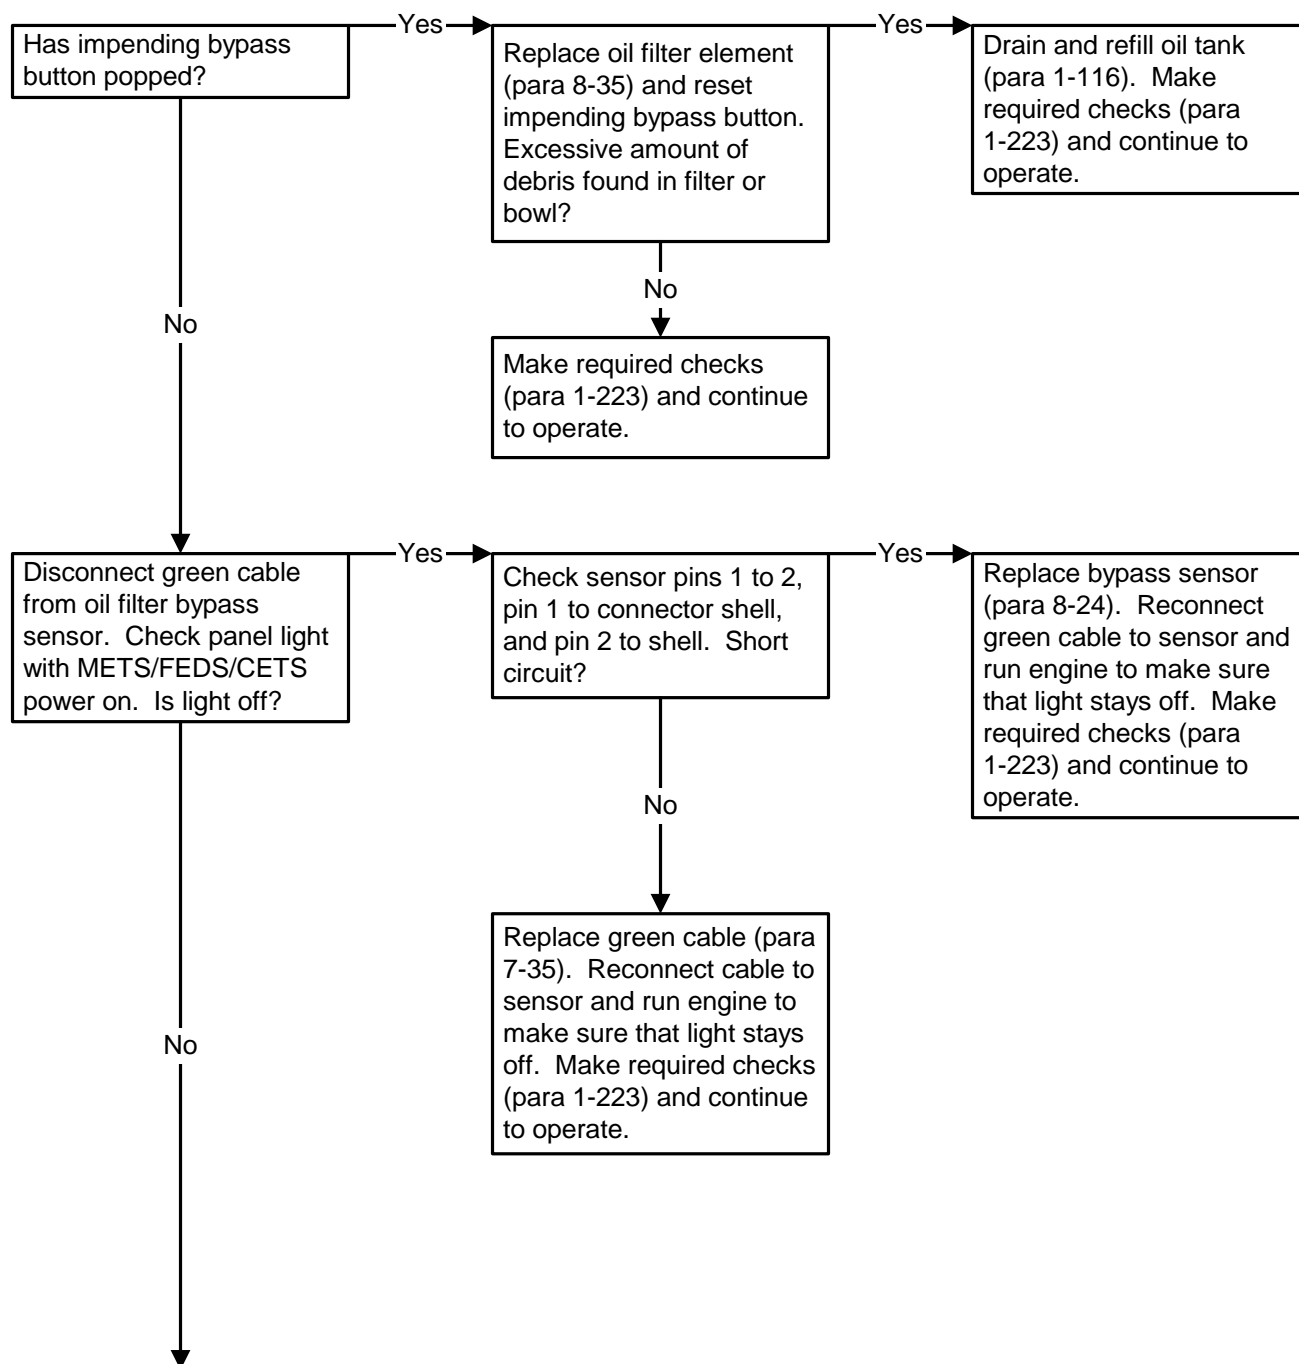 Has impending bypass
button popped?
Yes
Replace oil filter element
(para 8-35) and reset
impending bypass button.
Excessive amount of
debris found in filter or
bowl?
Yes
Drain and refill oil tank
(para 1-116).  Make
required checks (para
1-223) and continue to
operate.
No
No
Make required checks
(para 1-223) and continue
to operate.
Disconnect green cable
from oil filter bypass
sensor.  Check panel light
with METS/FEDS/CETS
power on.  Is light off?
Yes
Check sensor pins 1 to 2,
pin 1 to connector shell,
and pin 2 to shell.  Short
circuit?
Yes
Replace bypass sensor
(para 8-24).  Reconnect
green cable to sensor and
run engine to make sure
that light stays off.  Make
required checks (para
1-223) and continue to
operate.
No
Replace green cable (para
7-35).  Reconnect cable to
sensor and run engine to
make sure that light stays
off.  Make required checks
(para 1-223) and continue
to operate.
No